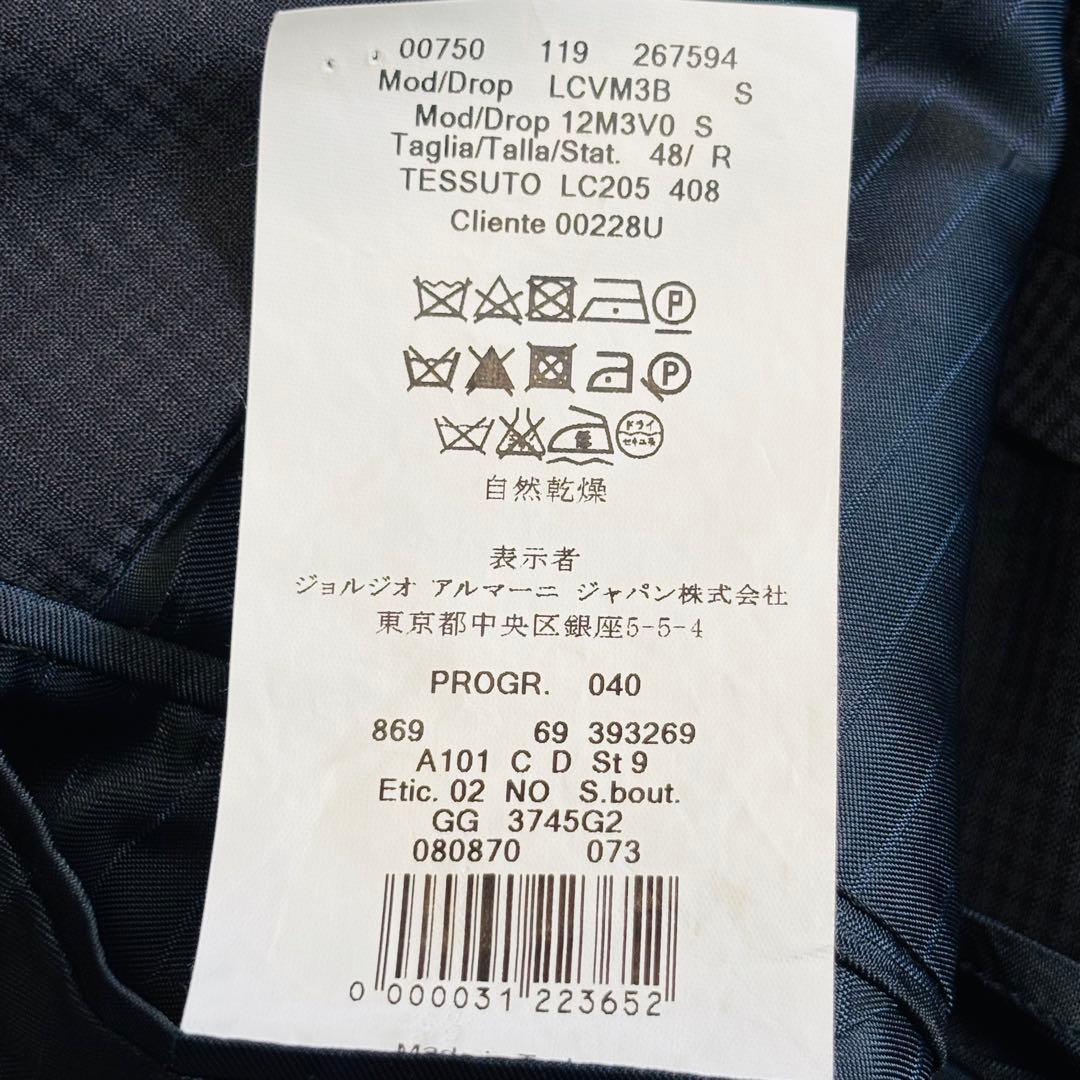 00750 119 267594
Mod/Drop LCVM3B S
Mod/Drop 12M3V0 S
Taglia/Talla/Stat. 48/ R
TESSUTO LC205 408
Cliente 00228U
P
P
ドライ
セキユ系
自然乾燥
表示者
ジョルジオ アルマーニ ジャパン株式会社
東京都中央区銀座5-5-4
PROGR. 040
869 69 393269
A101 C D St 9
Etic. 02 NO S.bout.
GG 3745G2
080870 073
0 000031 223652
Made in